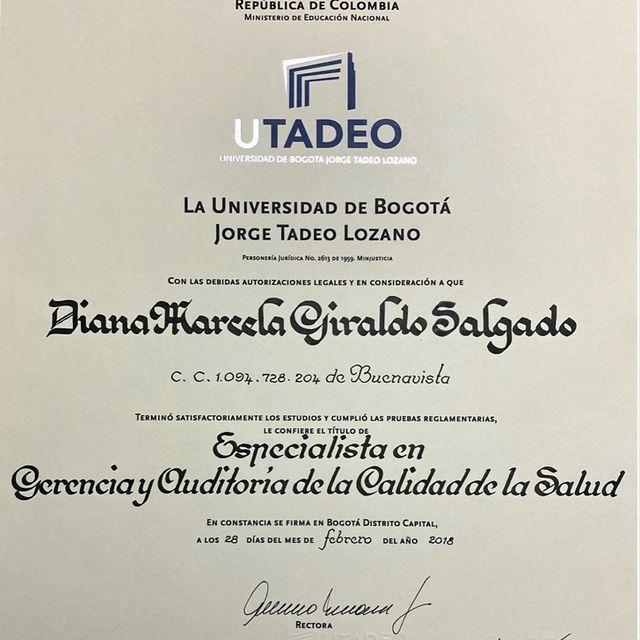 República de Colombia
Ministerio de Educación Nacional
UTADEO
UNIVERSIDAD DE BOGOTÁ JORGE TADEO LOZANO
La Universidad de Bogotá
Jorge Tadeo Lozano
Personería Jurídica No. 2613 de 1959. Minjusticia
Con las debidas autorizaciones legales y en consideración a que
Diana Marcela Giraldo Salgado
C. C. 1.094.728.204 de Buenavista
Terminó satisfactoriamente los estudios y cumplió las pruebas reglamentarias,
le confiere el título de
Especialista en
Gerencia y Auditoría de la Calidad de la Salud
En constancia se firma en Bogotá Distrito Capital,
a los 28 días del mes de febrero del año 2018
Rectora
UTADEO